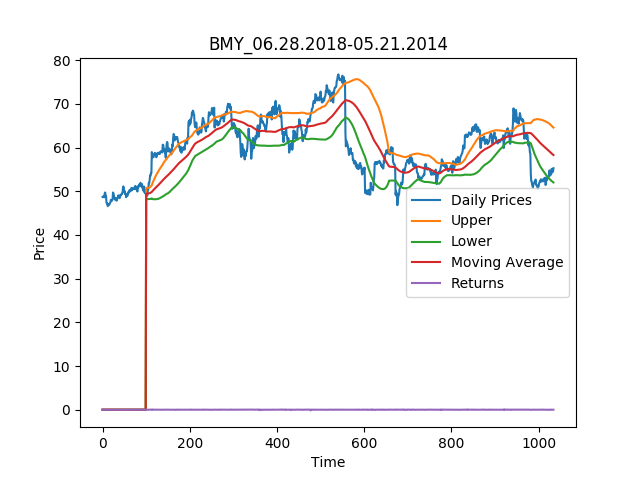 BMY_06.28.2018-05.21.2014
80
70
60
50
40
30
20
10
0
Price
Daily Prices
Upper
Lower
Moving Average
Returns
0 200 400 600 800 1000
Time